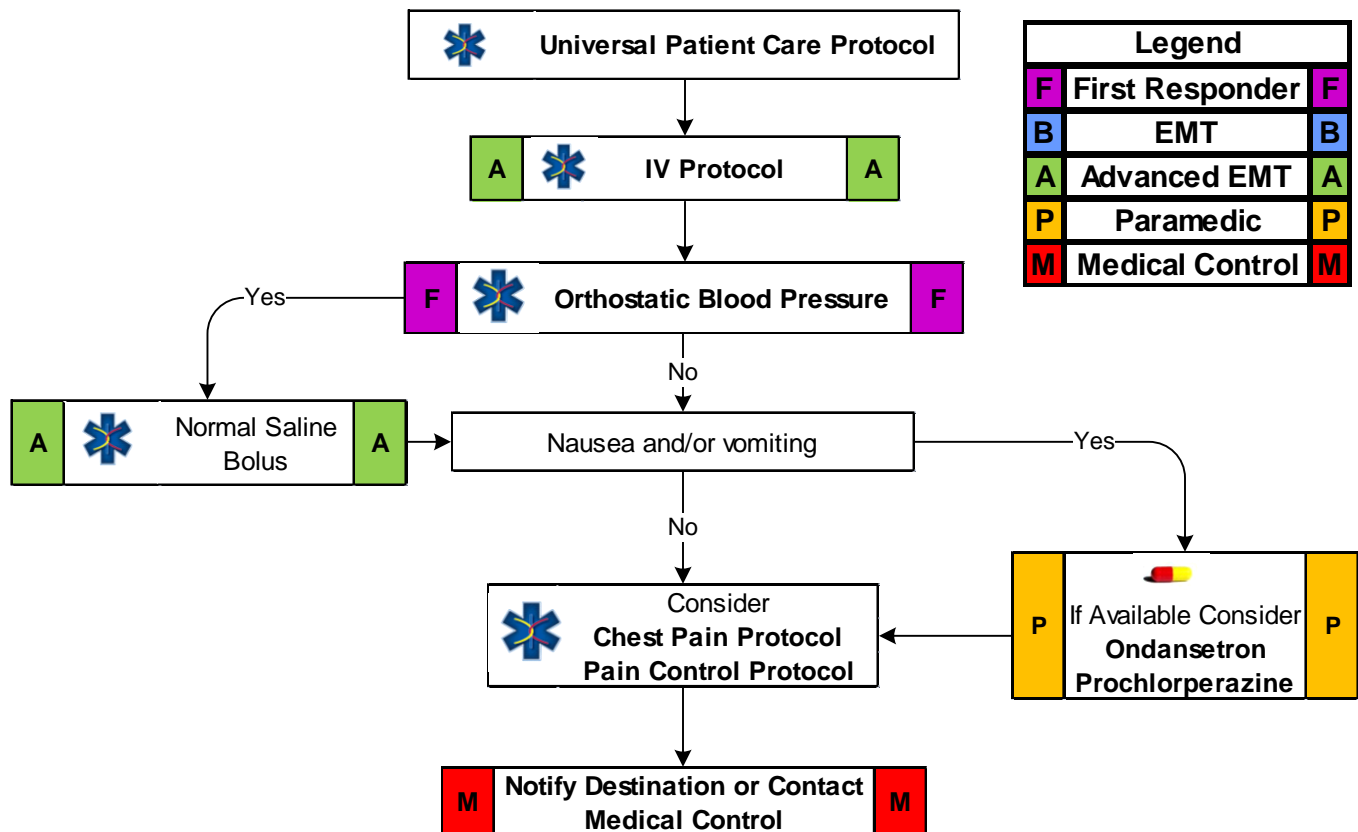 Universal Patient Care Protocol
Legend
F First Responder F
B EMT B
A Advanced EMT A
P Paramedic P
M Medical Control M
A IV Protocol A
Yes
F Orthostatic Blood Pressure F
No
A Normal Saline A
Bolus
Nausea and/or vomiting
Yes
No
Consider
Chest Pain Protocol
Pain Control Protocol
P If Available Consider P
Ondansetron
Prochlorperazine
M Notify Destination or Contact M
Medical Control